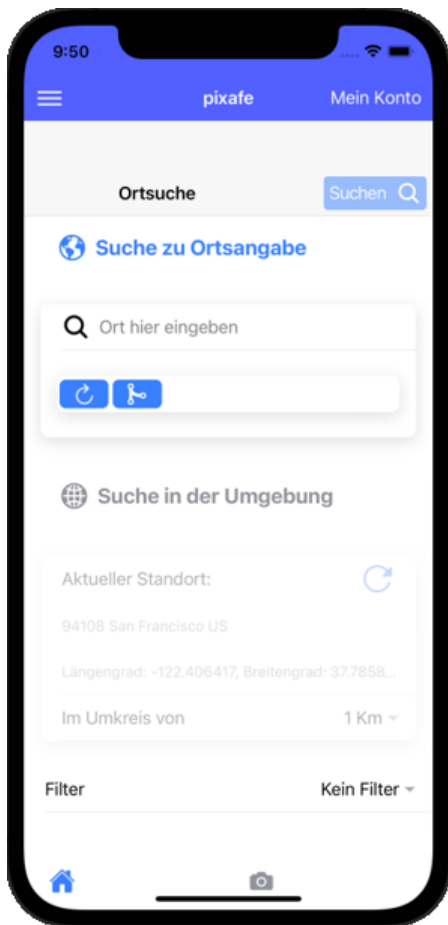 9:50
pixafe
Mein Konto
Ortsuche
Suchen
Suche zu Ortsangabe
Ort hier eingeben
Suche in der Umgebung
Aktueller Standort:
94108 San Francisco US
Längengrad: -122.406417, Breitengrad: 37.7858...
Im Umkreis von
1 Km
Filter
Kein Filter